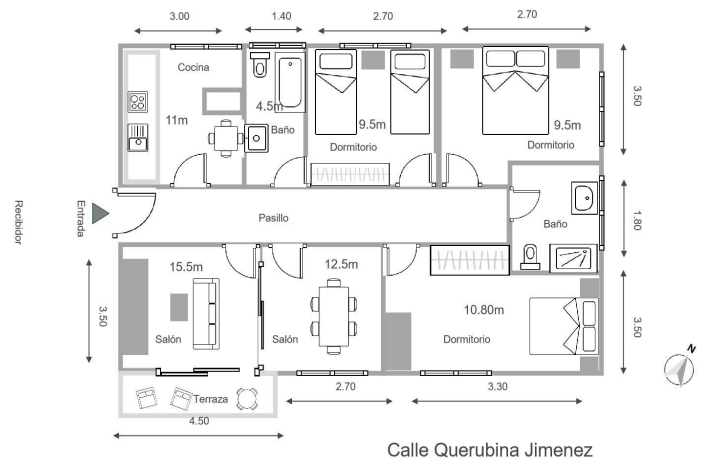 3.00
1.40
2.70
2.70
Cocina
11m
4.5m
Baño
9.5m
Dormitorio
9.5m
Dormitorio
3.50
Recibidor
Entrada
Pasillo
Baño
1.80
15.5m
Salón
12.5m
Salón
10.80m
Dormitorio
3.50
3.50
N
Terraza
2.70
3.30
4.50
Calle Querubina Jimenez